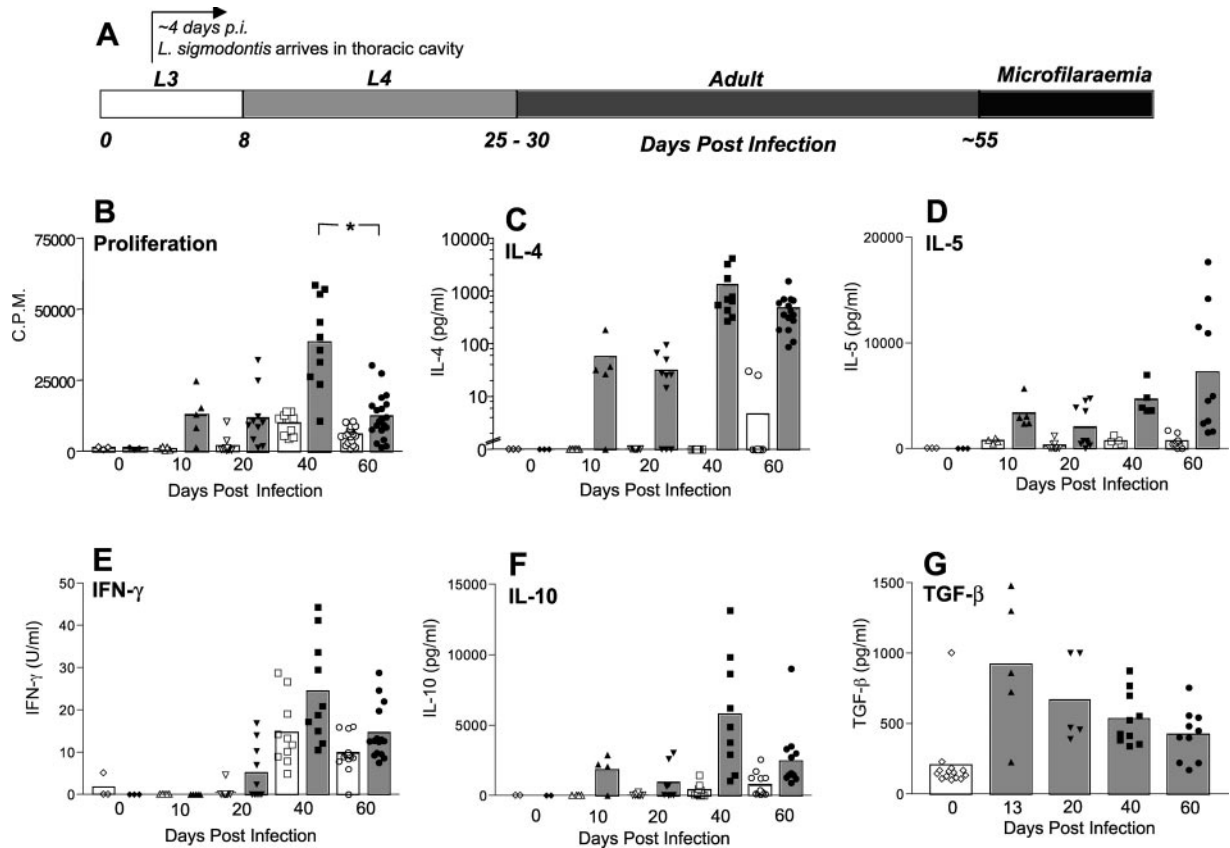 A
~4 days p.i.
L. sigmodontis arrives in thoracic cavity
L3 L4 Adult Microfilaraemia
0 8 25 - 30 Days Post Infection ~55
B
Proliferation
*
C.P.M.
75000
50000
25000
0
0 10 20 40 60
Days Post Infection
C
IL-4
IL-4 (pg/ml)
10000
1000
100
10
0
0 10 20 40 60
Days Post Infection
D
IL-5
IL-5 (pg/ml)
20000
10000
0
0 10 20 40 60
Days Post Infection
E
IFN-γ
IFN-γ (U/ml)
50
40
30
20
10
0
0 10 20 40 60
Days Post Infection
F
IL-10
IL-10 (pg/ml)
15000
10000
5000
0
0 10 20 40 60
Days Post Infection
G
TGF-β
TGF-β (pg/ml)
1500
1000
500
0
0 13 20 40 60
Days Post Infection